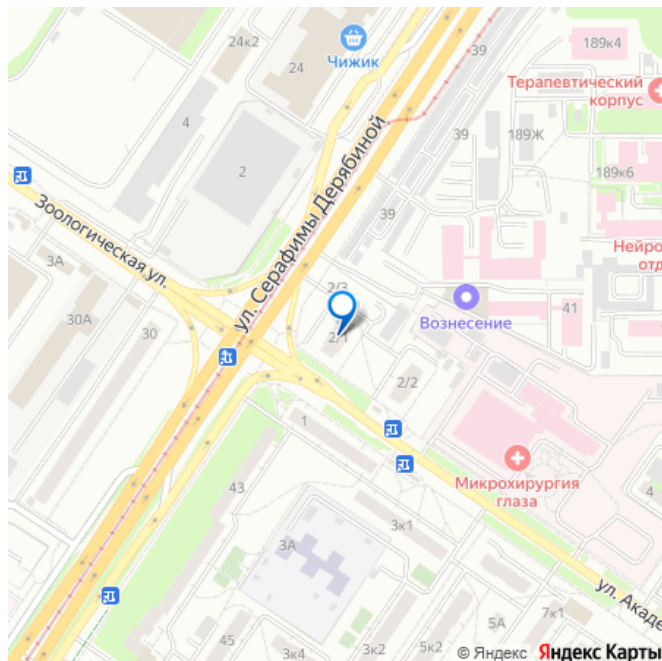 24к2
Чижик
24
39
189к4
Терапевтический
корпус
4
39
189Ж
2
189к6
ул. Серафимы Дерябиной
39
Зоологическая ул.
Нейро
отд
3А
2/3
Вознесение
41
30А
30
2/1
2/2
1
Микрохирургия
глаза
43
4
3к1
3А
ул. Акаде
7к1
5А
45
3к4
3к2
5к2
© Яндекс Яндекс Карты